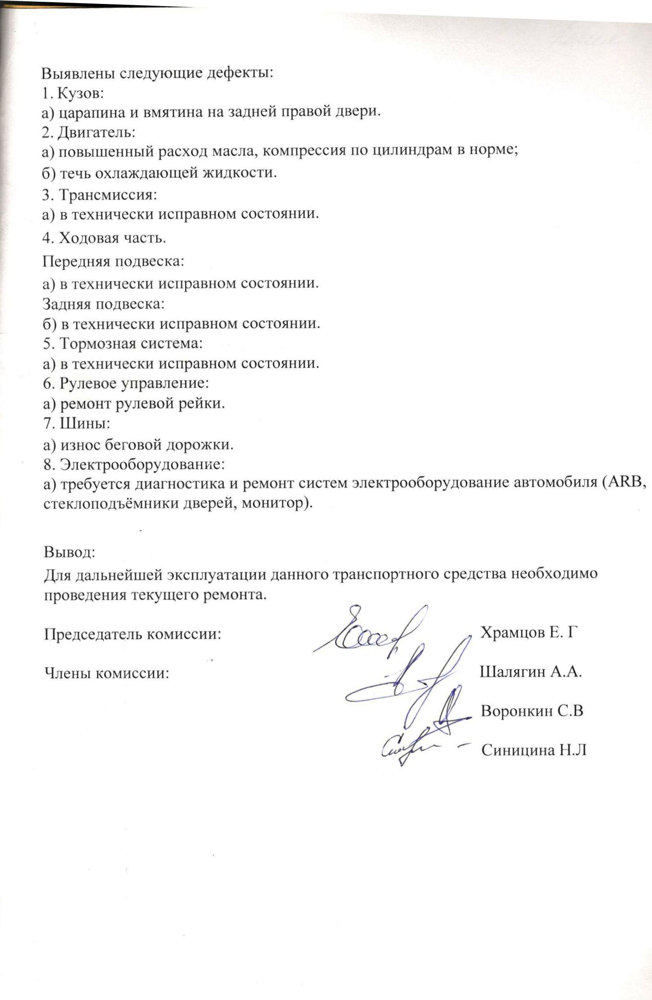 Выявлены следующие дефекты:
1. Кузов:
а) царапина и вмятина на задней правой двери.
2. Двигатель:
а) повышенный расход масла, компрессия по цилиндрам в норме;
б) течь охлаждающей жидкости.
3. Трансмиссия:
а) в технически исправном состоянии.
4. Ходовая часть.
Передняя подвеска:
а) в технически исправном состоянии.
Задняя подвеска:
б) в технически исправном состоянии.
5. Тормозная система:
а) в технически исправном состоянии.
6. Рулевое управление:
а) ремонт рулевой рейки.
7. Шины:
а) износ беговой дорожки.
8. Электрооборудование:
а) требуется диагностика и ремонт систем электрооборудование автомобиля (ARB,
стеклоподъёмники дверей, монитор).
Вывод:
Для дальнейшей эксплуатации данного транспортного средства необходимо
проведения текущего ремонта.
Председатель комиссии: Храмцов Е. Г
Члены комиссии: Шалягин А.А.
Воронкин С.В
Синицина Н.Л